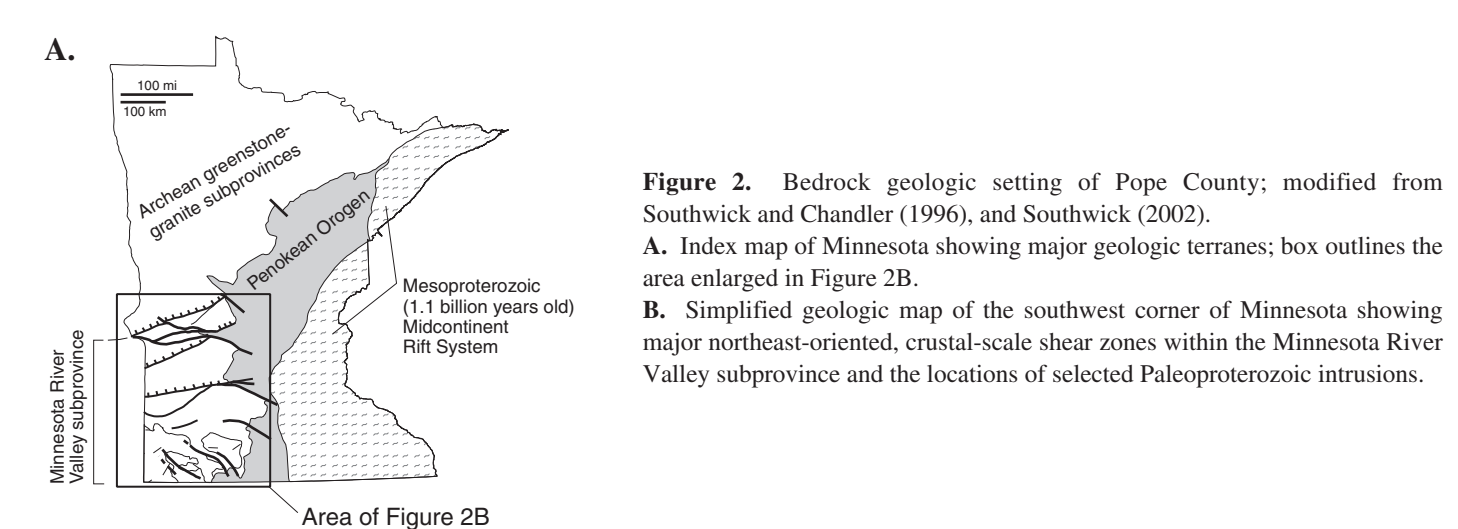 A.
100 mi
100 km
Archean greenstone-
granite subprovinces
Penokean Orogen
Mesoproterozoic
(1.1 billion years old)
Midcontinent
Rift System
Minnesota River
Valley subprovince
Area of Figure 2B
Figure 2. Bedrock geologic setting of Pope County; modified from
Southwick and Chandler (1996), and Southwick (2002).
A. Index map of Minnesota showing major geologic terranes; box outlines the
area enlarged in Figure 2B.
B. Simplified geologic map of the southwest corner of Minnesota showing
major northeast-oriented, crustal-scale shear zones within the Minnesota River
Valley subprovince and the locations of selected Paleoproterozoic intrusions.